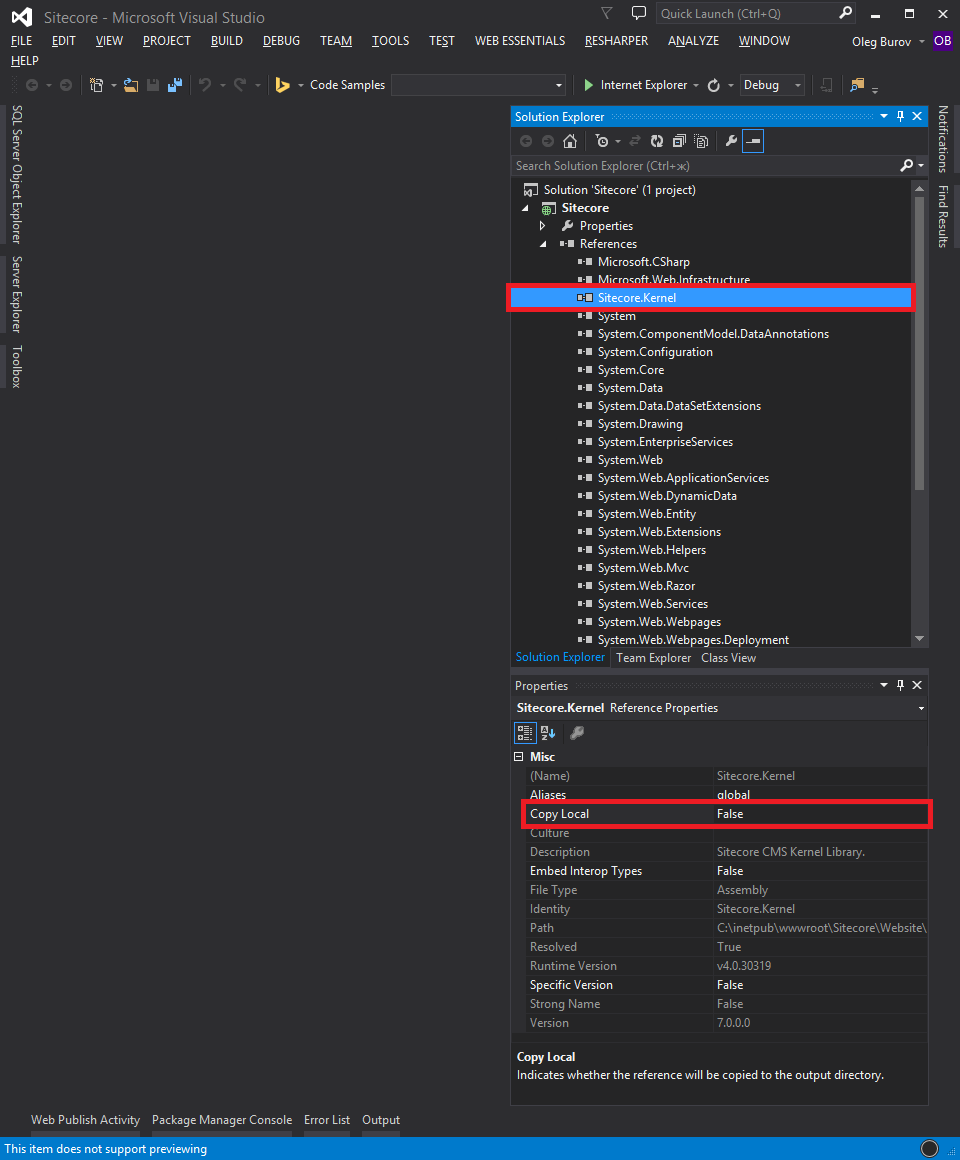 Sitecore - Microsoft Visual Studio
Quick Launch (Ctrl+Q)
FILE EDIT VIEW PROJECT BUILD DEBUG TEAM TOOLS TEST WEB ESSENTIALS RESHARPER ANALYZE WINDOW
Oleg Burov OB
HELP
Code Samples
Internet Explorer
Debug
SQL Server Object Explorer
Server Explorer
Toolbox
Solution Explorer
Search Solution Explorer (Ctrl+ж)
Solution 'Sitecore' (1 project)
Sitecore
Properties
References
Microsoft.CSharp
Microsoft.Web.Infrastructure
Sitecore.Kernel
System
System.ComponentModel.DataAnnotations
System.Configuration
System.Core
System.Data
System.Data.DataSetExtensions
System.Drawing
System.EnterpriseServices
System.Web
System.Web.ApplicationServices
System.Web.DynamicData
System.Web.Entity
System.Web.Extensions
System.Web.Helpers
System.Web.Mvc
System.Web.Razor
System.Web.Services
System.Web.Webpages
System.Web.Webpages.Deployment
Solution Explorer Team Explorer Class View
Notifications
Find Results
Properties
Sitecore.Kernel Reference Properties
Misc
(Name) Sitecore.Kernel
Aliases global
Copy Local False
Culture
Description Sitecore CMS Kernel Library.
Embed Interop Types False
File Type Assembly
Identity Sitecore.Kernel
Path C:\inetpub\wwwroot\Sitecore\Website\
Resolved True
Runtime Version v4.0.30319
Specific Version False
Strong Name False
Version 7.0.0.0
Copy Local
Indicates whether the reference will be copied to the output directory.
Web Publish Activity Package Manager Console Error List Output
This item does not support previewing